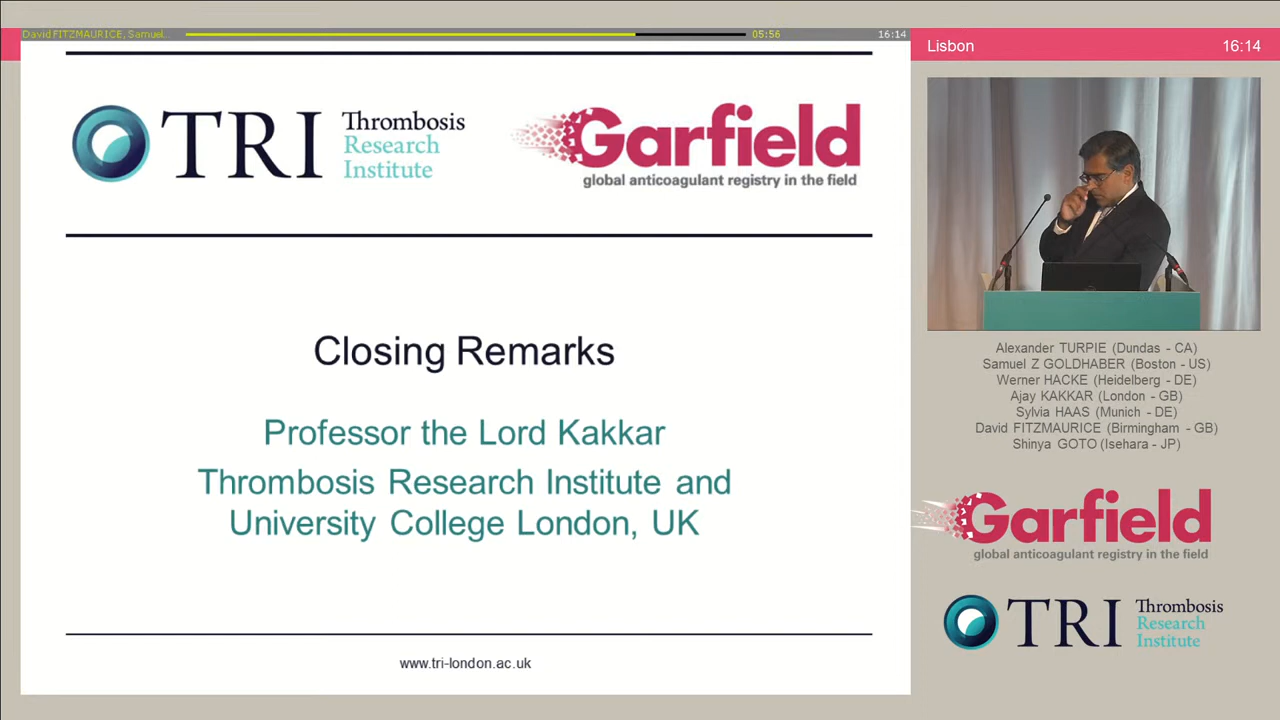 David FITZMAURICE, Samuel...
05:56
16:14
Lisbon
16:14
TRI
Thrombosis
Research
Institute
Garfield
global anticoagulant registry in the field
Closing Remarks
Professor the Lord Kakkar
Thrombosis Research Institute and
University College London, UK
www.tri-london.ac.uk
Alexander TURPIE (Dundas - CA)
Samuel Z GOLDHABER (Boston - US)
Werner HACKE (Heidelberg - DE)
Ajay KAKKAR (London - GB)
Sylvia HAAS (Munich - DE)
David FITZMAURICE (Birmingham - GB)
Shinya GOTO (Isehara - JP)
Garfield
global anticoagulant registry in the field
TRI
Thrombosis
Research
Institute